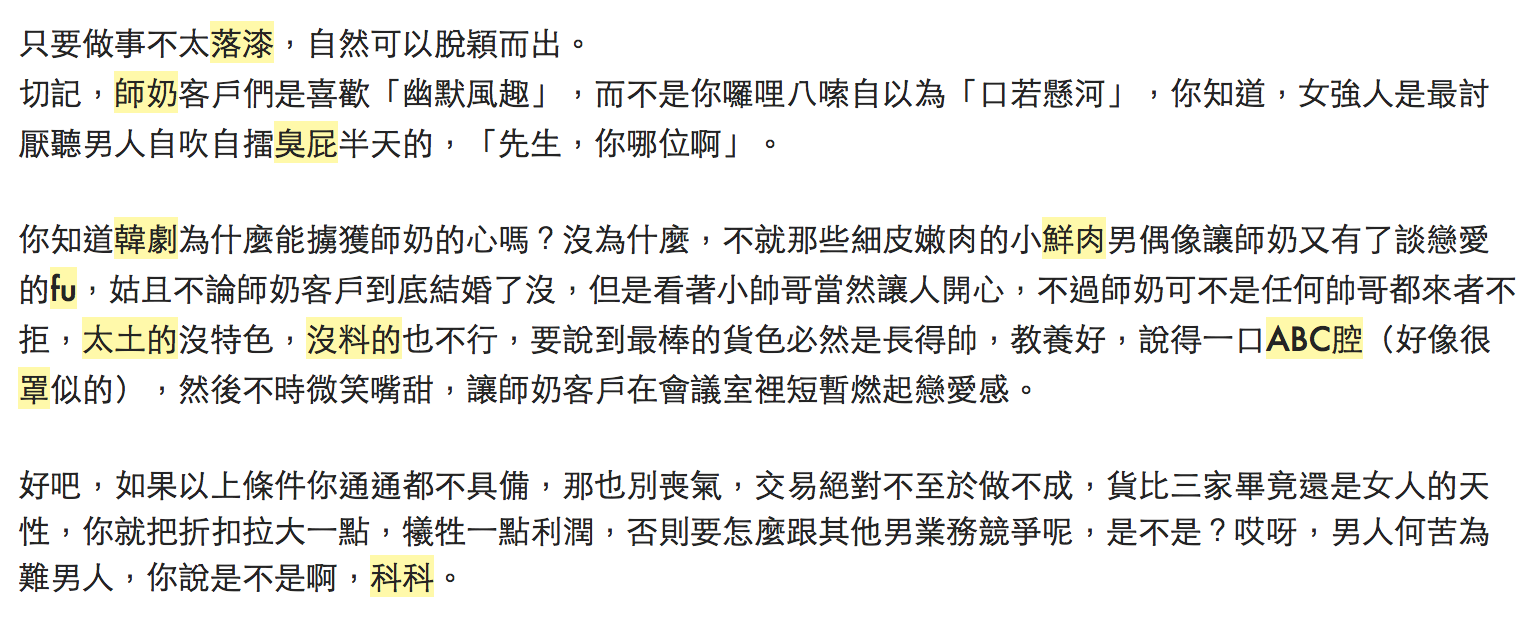 只要做事不太落漆，自然可以脫穎而出。
切記，師奶客戶們是喜歡「幽默風趣」，而不是你囉哩八嗦自以為「口若懸河」，你知道，女強人是最討
厭聽男人自吹自擂臭屁半天的，「先生，你哪位啊」。
你知道韓劇為什麼能擄獲師奶的心嗎？沒為什麼，不就那些細皮嫩肉的小鮮肉男偶像讓師奶又有了談戀愛
的fu，姑且不論師奶客戶到底結婚了沒，但是看著小帥哥當然讓人開心，不過師奶可不是任何帥哥都來者不
拒，太土的沒特色，沒料的也不行，要說到最棒的貨色必然是長得帥，教養好，說得一口ABC腔（好像很
罩似的），然後不時微笑嘴甜，讓師奶客戶在會議室裡短暫燃起戀愛感。
好吧，如果以上條件你通通都不具備，那也別喪氣，交易絕對不至於做不成，貨比三家畢竟還是女人的天
性，你就把折扣拉大一點，犧牲一點利潤，否則要怎麼跟其他男業務競爭呢，是不是？哎呀，男人何苦為
難男人，你說是不是啊，科科。